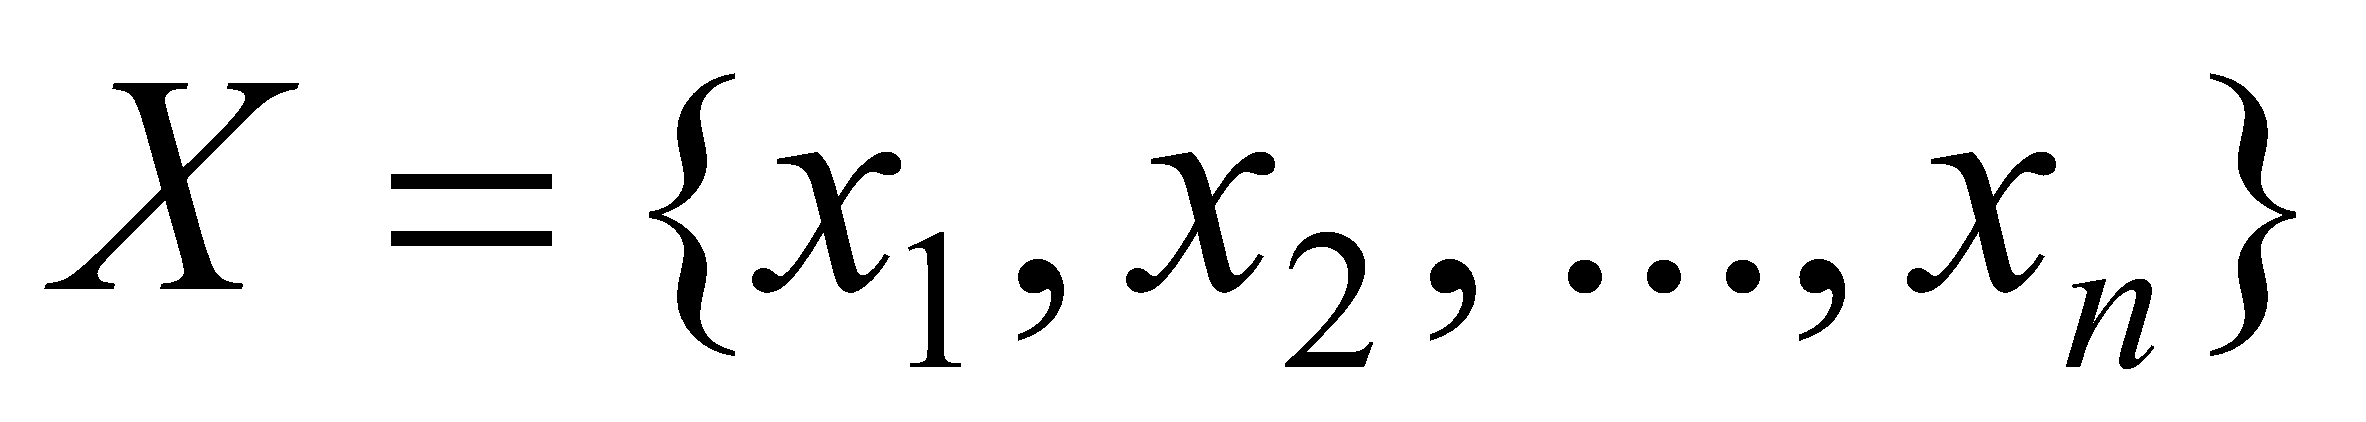 X = {x₁, x₂, ..., xₙ}